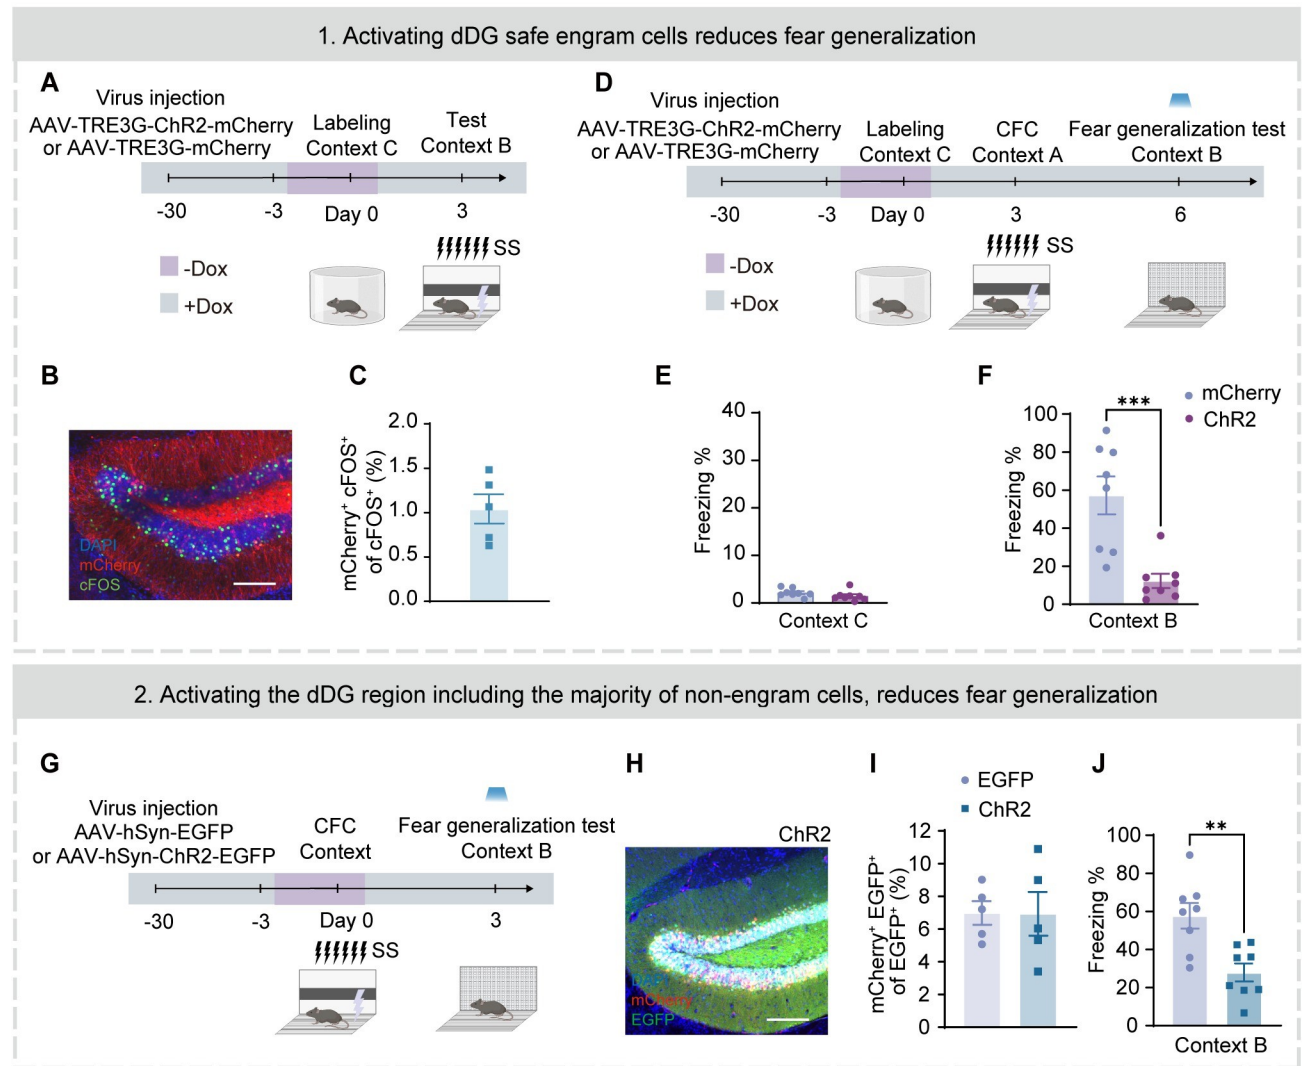 1. Activating dDG safe engram cells reduces fear generalization
A
Virus injection
AAV-TRE3G-ChR2-mCherry
or AAV-TRE3G-mCherry
Labeling
Context C
Test
Context B
-30
-3
Day 0
3
-Dox
+Dox
SS
D
Virus injection
AAV-TRE3G-ChR2-mCherry
or AAV-TRE3G-mCherry
Labeling
Context C
CFC
Context A
Fear generalization test
Context B
-30
-3
Day 0
3
6
-Dox
+Dox
SS
B
DAPI
mCherry
cFOS
C
mCherry⁺ cFOS⁺
of cFOS⁺ (%)
2.0
1.5
1.0
0.5
0.0
E
Freezing %
40
30
20
10
0
Context C
F
mCherry
ChR2
***
Freezing %
100
80
60
40
20
0
Context B
2. Activating the dDG region including the majority of non-engram cells, reduces fear generalization
G
Virus injection
AAV-hSyn-EGFP
or AAV-hSyn-ChR2-EGFP
CFC
Context
Fear generalization test
Context B
-30
-3
Day 0
3
SS
H
ChR2
DAPI
mCherry
EGFP
I
EGFP
ChR2
mCherry⁺ EGFP⁺
of EGFP⁺ (%)
12
10
8
6
4
2
0
J
**
Freezing %
100
80
60
40
20
0
Context B